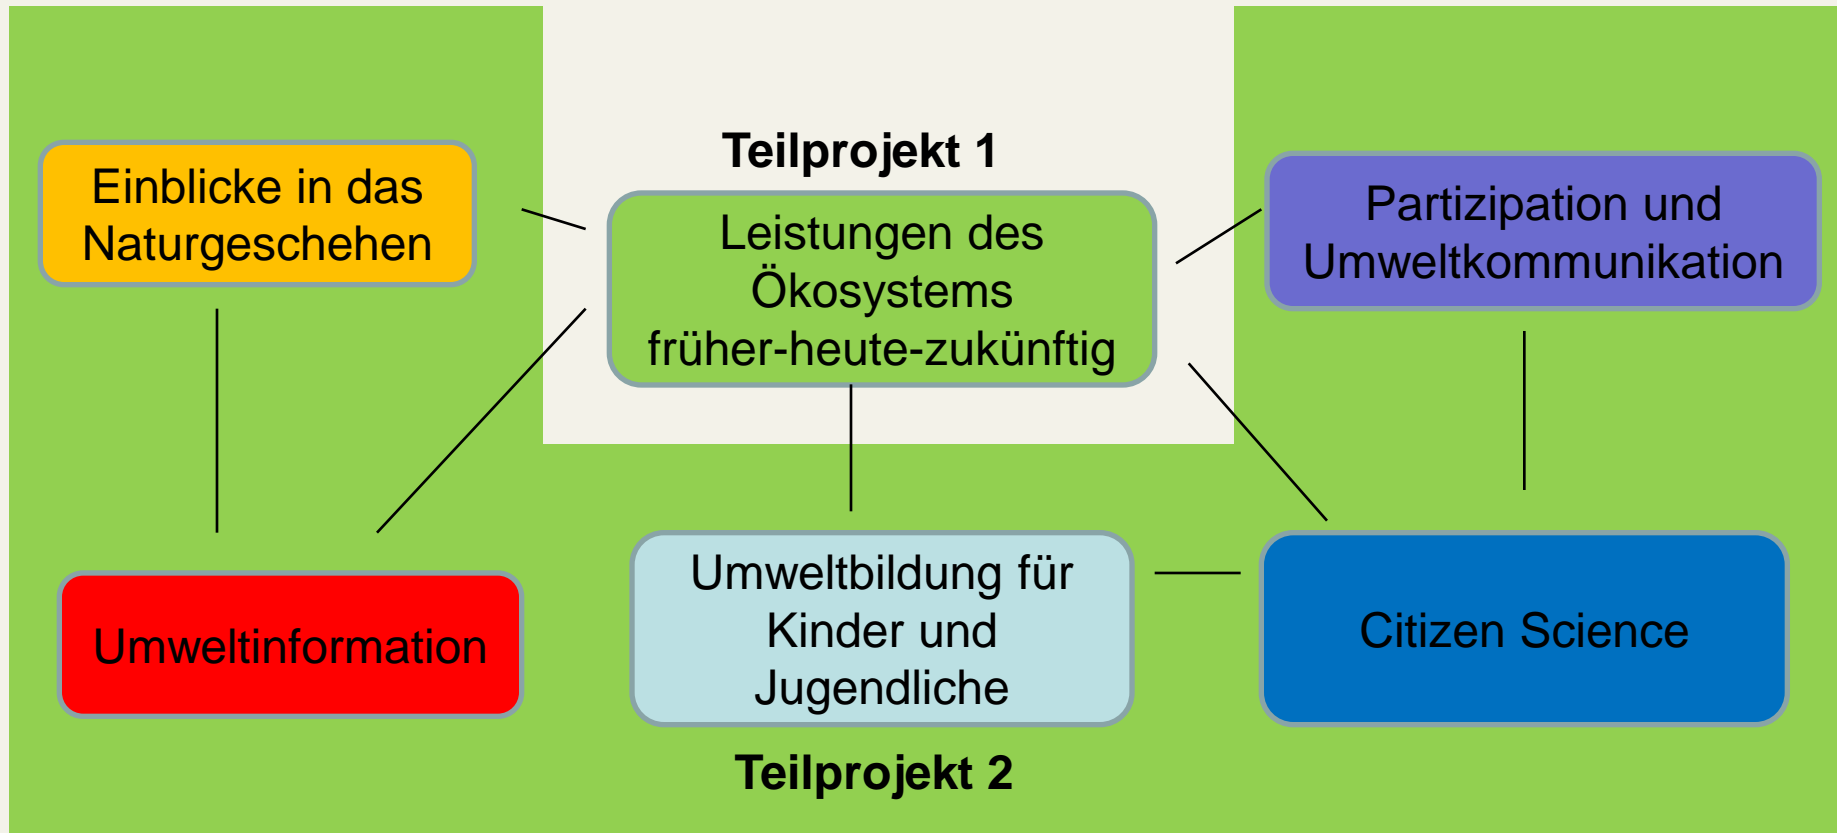 Teilprojekt 1
Einblicke in das
Naturgeschehen
Leistungen des
Ökosystems
früher-heute-zukünftig
Partizipation und
Umweltkommunikation
Umweltinformation
Umweltbildung für
Kinder und
Jugendliche
Citizen Science
Teilprojekt 2